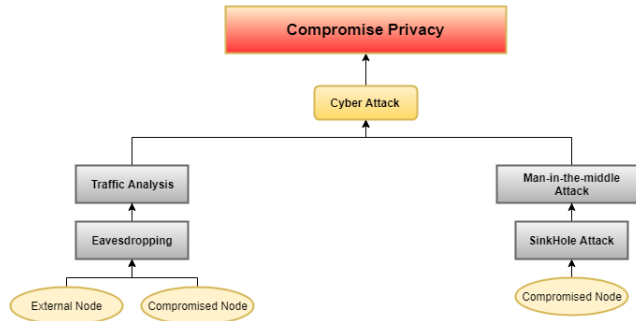 Compromise Privacy
Cyber Attack
Traffic Analysis
Man-in-the-middle
Attack
Eavesdropping
SinkHole Attack
External Node
Compromised Node
Compromised Node